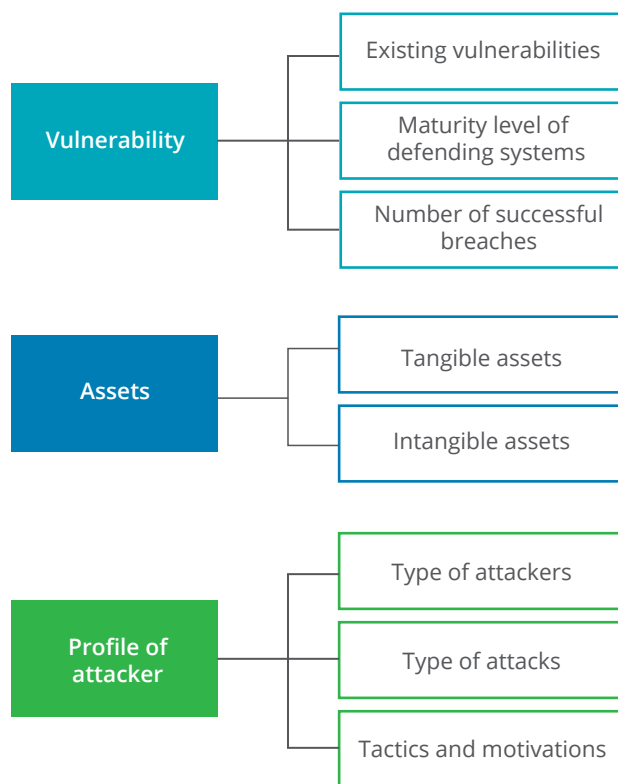 Vulnerability
Existing vulnerabilities
Maturity level of
defending systems
Number of successful
breaches
Assets
Tangible assets
Intangible assets
Profile of
attacker
Type of attackers
Type of attacks
Tactics and motivations